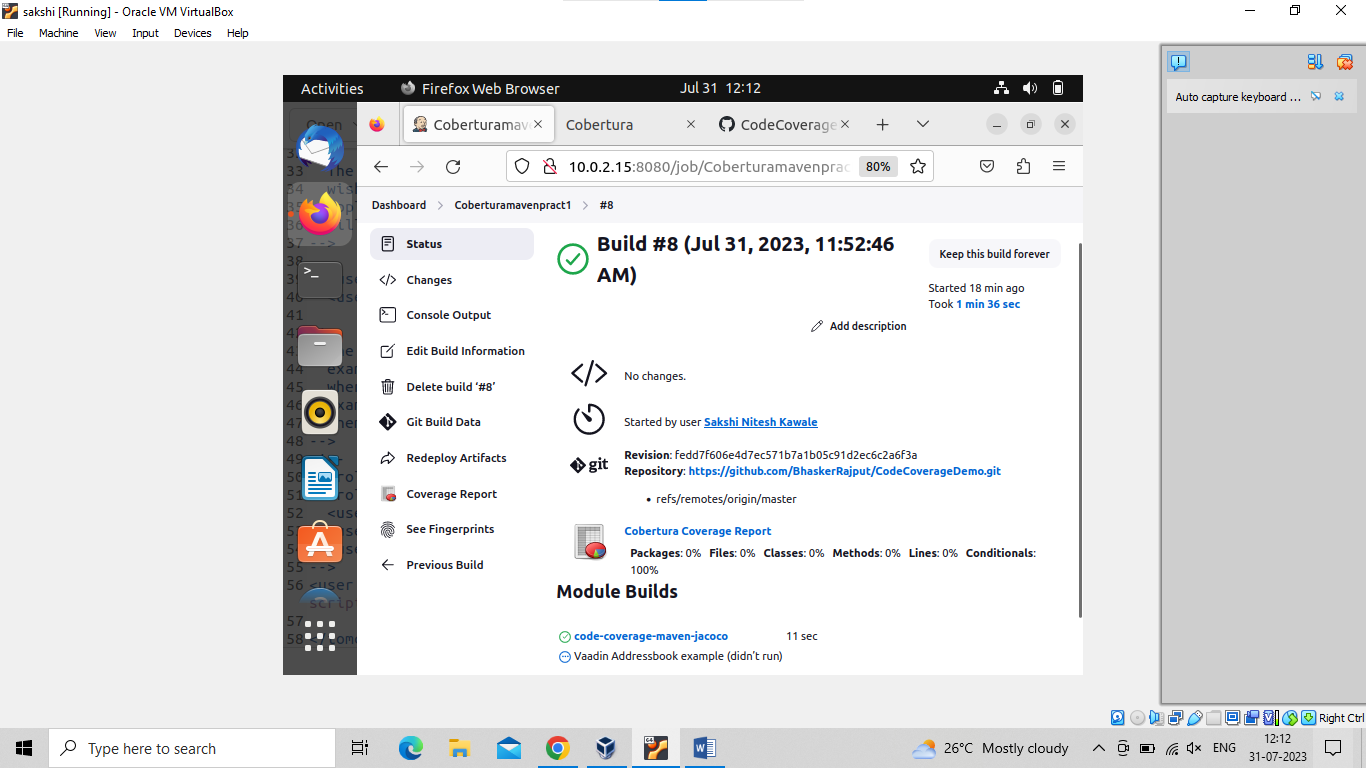 sakshi [Running] - Oracle VM VirtualBox
File Machine View Input Devices Help
Auto capture keyboard ...
Activities Firefox Web Browser Jul 31 12:12
Coberturamav Cobertura CodeCoverage
10.0.2.15:8080/job/Coberturamavenprac 80%
Dashboard Coberturamavenpract1 #8
Status
Changes
Console Output
Edit Build Information
Delete build ‘#8’
Git Build Data
Redeploy Artifacts
Coverage Report
See Fingerprints
Previous Build
Build #8 (Jul 31, 2023, 11:52:46
AM)
Keep this build forever
Started 18 min ago
Took 1 min 36 sec
Add description
No changes.
Started by user Sakshi Nitesh Kawale
git
Revision: fedd7f606e4d7ec571b7a1b05c91d2ec6c2a6f3a
Repository: https://github.com/BhaskerRajput/CodeCoverageDemo.git
• refs/remotes/origin/master
Cobertura Coverage Report
Packages: 0% Files: 0% Classes: 0% Methods: 0% Lines: 0% Conditionals:
100%
Module Builds
code-coverage-maven-jacoco 11 sec
Vaadin Addressbook example (didn't run)
Right Ctrl
Type here to search
26°C Mostly cloudy
ENG
12:12
31-07-2023